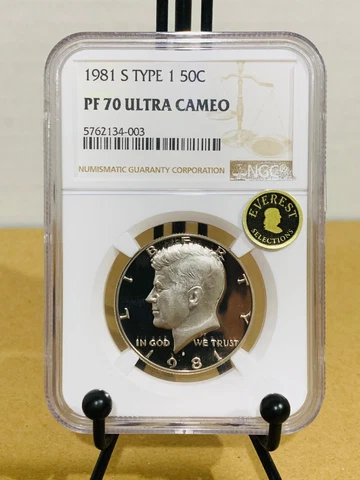 1981 S TYPE 1 50C
PF 70 ULTRA CAMEO
5762134-003
NUMISMATIC GUARANTY CORPORATION
NGC®
EVEREST
SELECTIONS
LIBERTY
IN GOD WE TRUST
1981